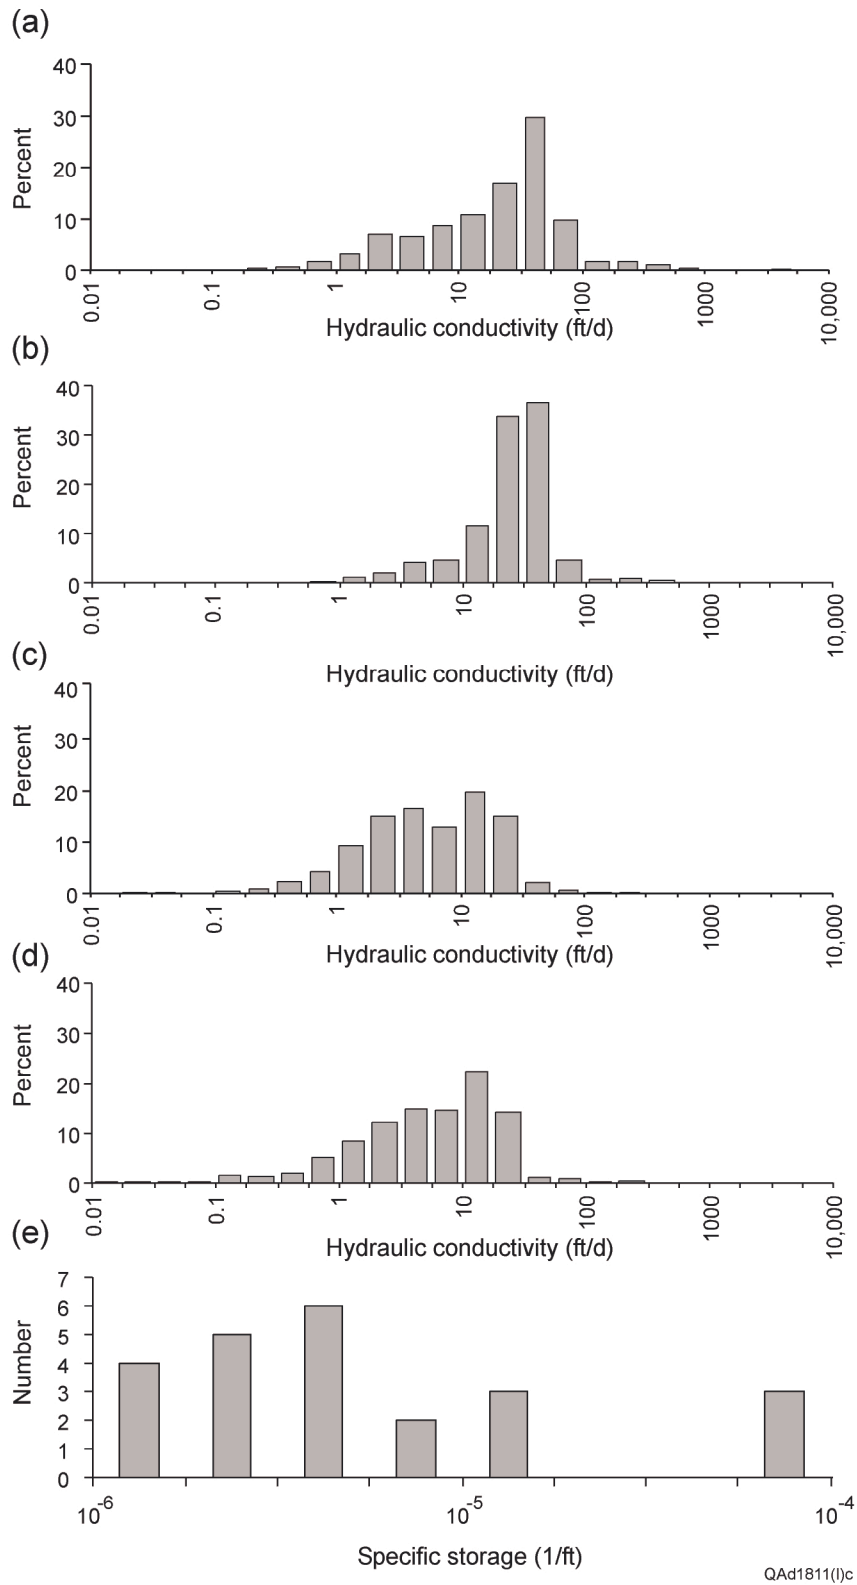 (a)
40
30
20
10
0
Percent
0.01 0.1 1 10 100 1000 10,000
Hydraulic conductivity (ft/d)
(b)
40
30
20
10
0
Percent
0.01 0.1 1 10 100 1000 10,000
Hydraulic conductivity (ft/d)
(c)
40
30
20
10
0
Percent
0.01 0.1 1 10 100 1000 10,000
Hydraulic conductivity (ft/d)
(d)
40
30
20
10
0
Percent
0.01 0.1 1 10 100 1000 10,000
Hydraulic conductivity (ft/d)
(e)
7
6
5
4
3
2
1
0
Number
10-6 10-5 10-4
Specific storage (1/ft)
QAd1811(I)c